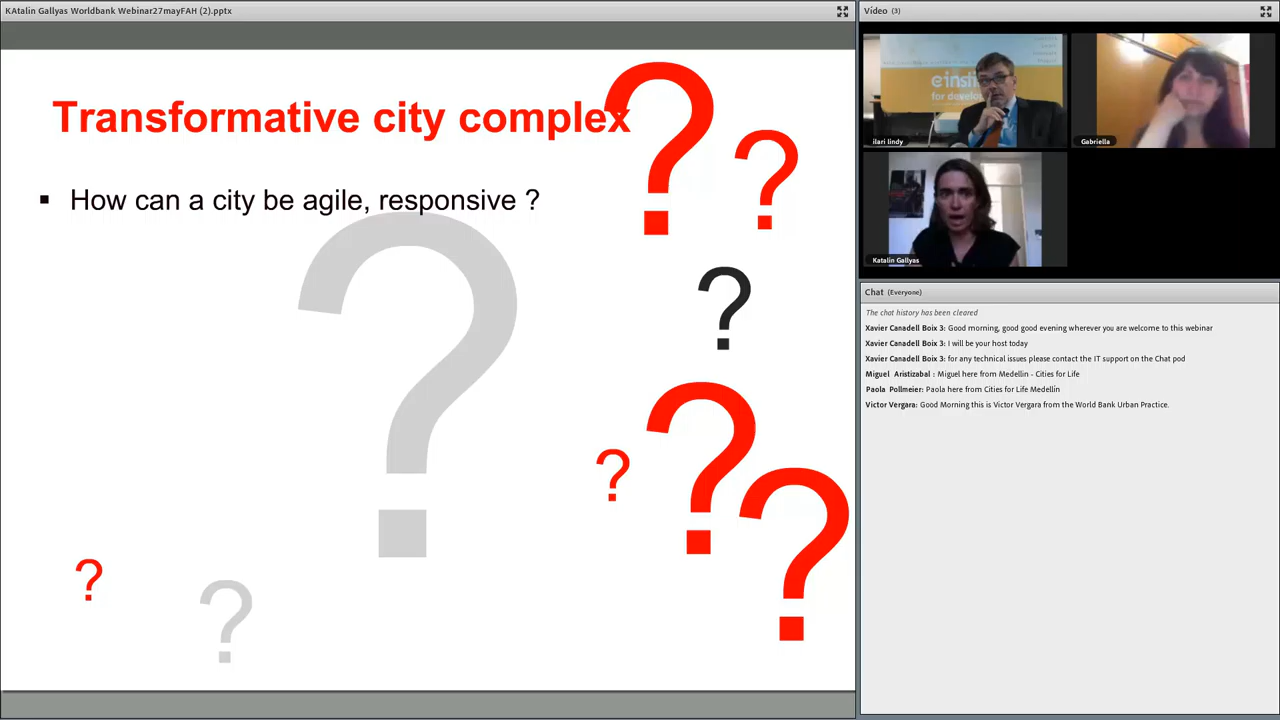 KAtalin Gallyas Worldbank Webinar27mayFAH (2).pptx
Transformative city complex
▪ How can a city be agile, responsive ?
?
?
?
?
?
?
?
?
?
Vídeo (3)
for develo
ilari lindy
Gabriella
Katalin Gallyas
Chat (Everyone)
The chat history has been cleared
Xavier Canadell Boix 3: Good morning, good good evening wherever you are welcome to this webinar
Xavier Canadell Boix 3: I will be your host today
Xavier Canadell Boix 3: for any technical issues please contact the IT support on the Chat pod
Miguel Aristizabal : Miguel here from Medellin - Cities for Life
Paola Pollmeier: Paola here from Cities for Life Medellín
Victor Vergara: Good Morning this is Victor Vergara from the World Bank Urban Practice.